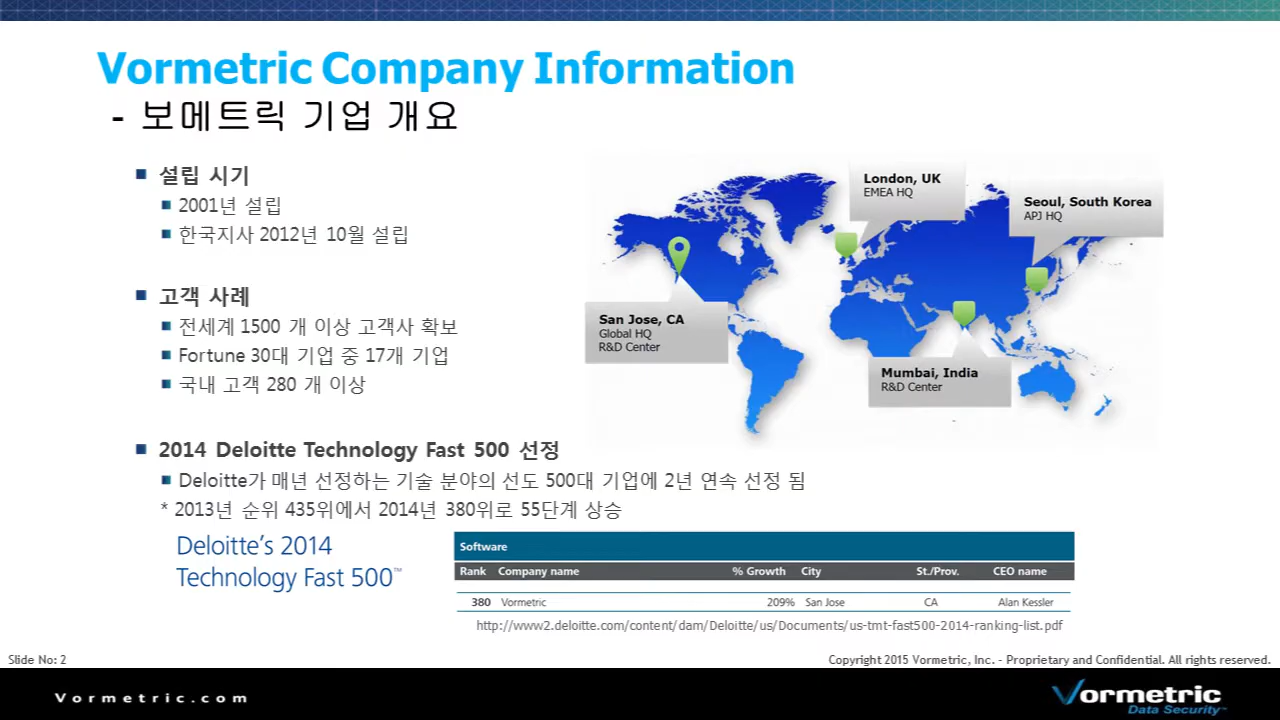 Vormetric Company Information
- 보메트릭 기업 개요
설립 시기
2001년 설립
한국지사 2012년 10월 설립
고객 사례
전세계 1500 개 이상 고객사 확보
Fortune 30대 기업 중 17개 기업
국내 고객 280 개 이상
London, UK
EMEA HQ
Seoul, South Korea
APJ HQ
San Jose, CA
Global HQ
R&D Center
Mumbai, India
R&D Center
2014 Deloitte Technology Fast 500 선정
Deloitte가 매년 선정하는 기술 분야의 선도 500대 기업에 2년 연속 선정 됨
* 2013년 순위 435위에서 2014년 380위로 55단계 상승
Deloitte's 2014
Technology Fast 500™
Software
Rank Company name % Growth City St./Prov. CEO name
380 Vormetric 209% San Jose CA Alan Kessler
http://www2.deloitte.com/content/dam/Deloitte/us/Documents/us-tmt-fast500-2014-ranking-list.pdf
Slide No: 2
Copyright 2015 Vormetric, Inc. – Proprietary and Confidential. All rights reserved.
Vormetric.com
Vormetric
Data Security™